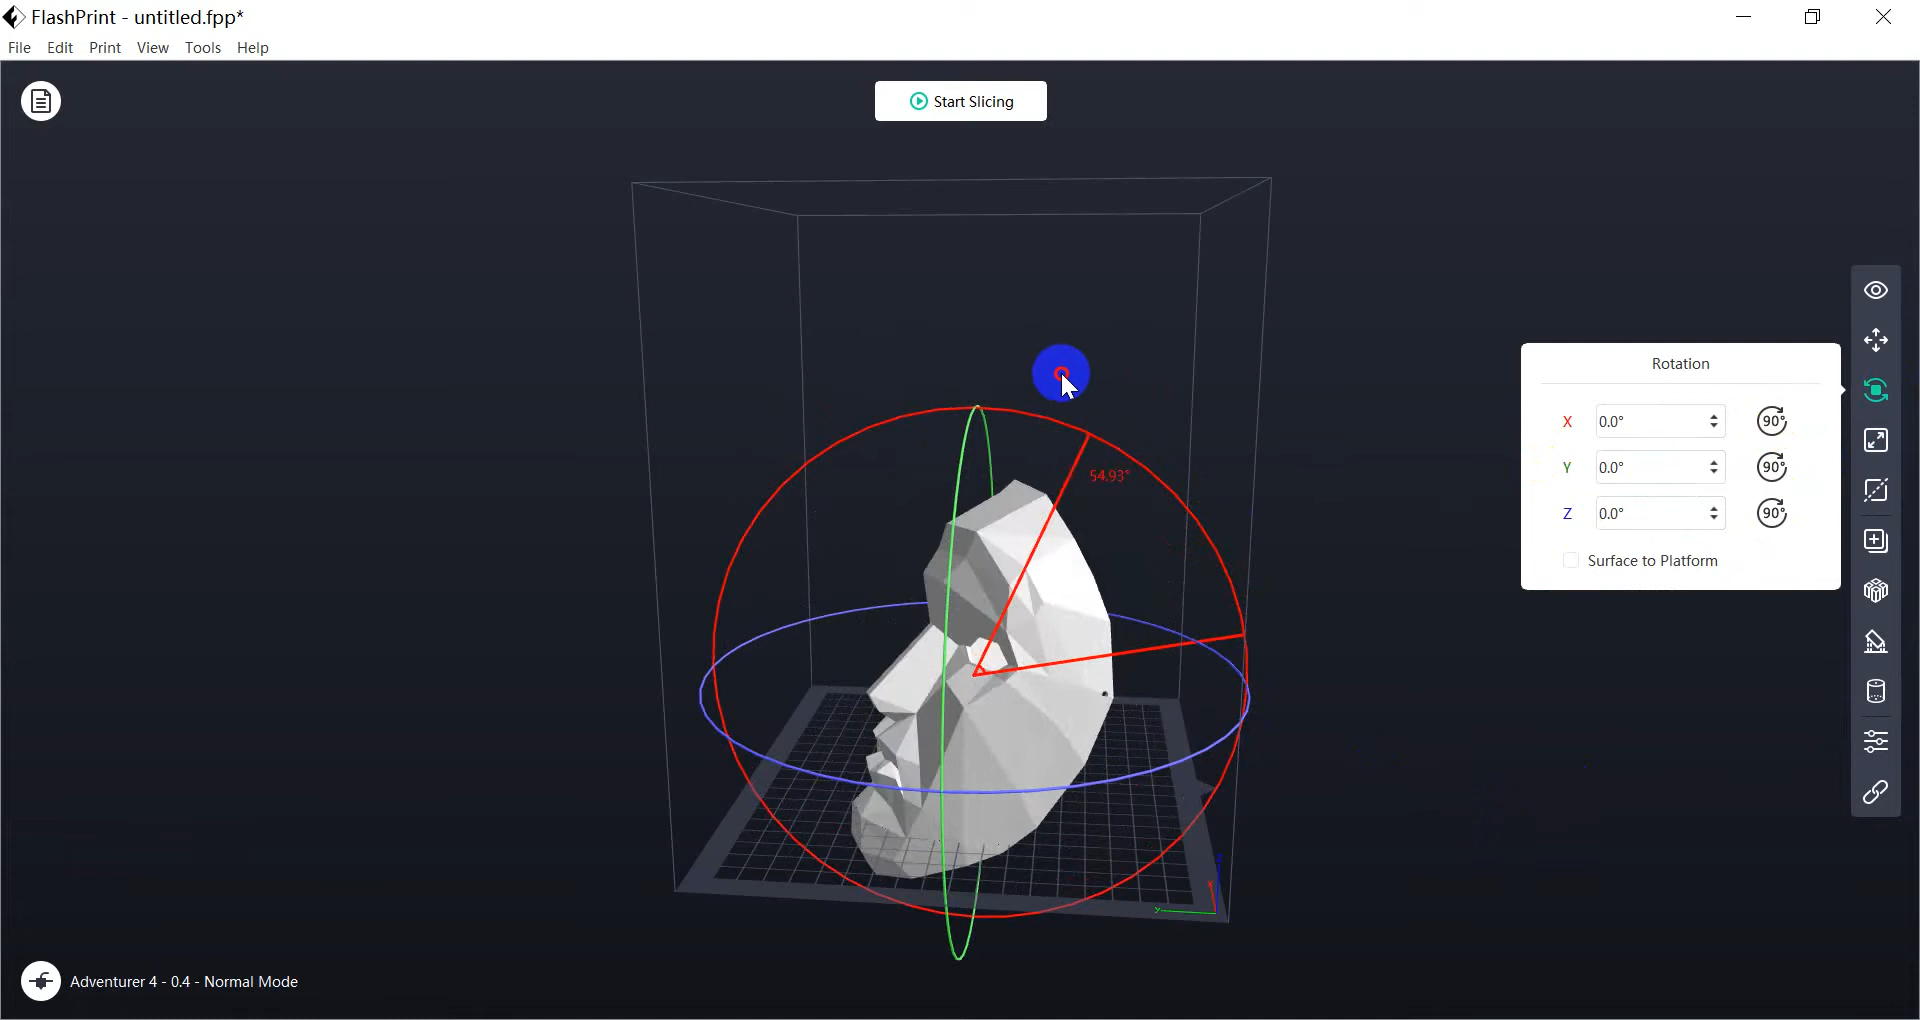 FlashPrint - untitled.fpp*
File Edit Print View Tools Help
Start Slicing
Rotation
X 0.0° 90°
Y 0.0° 90°
Z 0.0° 90°
Surface to Platform
54.93°
Y
Adventurer 4 - 0.4 - Normal Mode